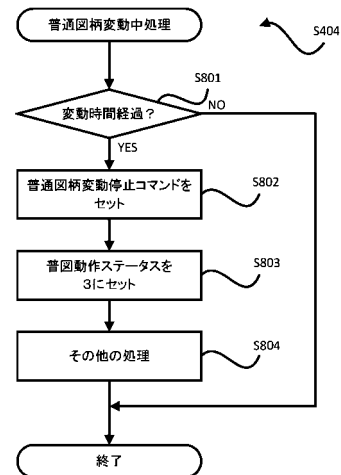 普通図柄変動中処理
S404
S801
変動時間経過？
NO
YES
普通図柄変動停止コマンドを
セット
S802
普図動作ステータスを
3にセット
S803
その他の処理
S804
終了